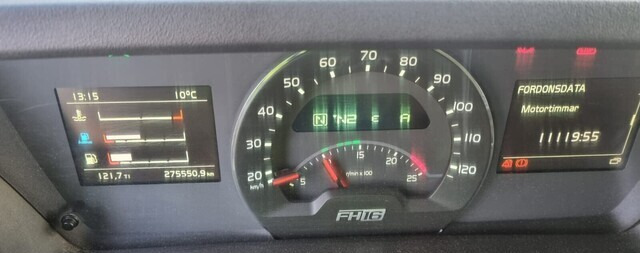 13:15 10°C
121,7 T1 275550,9 km
20 30 40 50 60 70 80 90 100 110 120
km/h
5 10 15 20 25
r/min x 100
N N2 A
FH16
FORDONSDATA
Motortimmar
11119:55